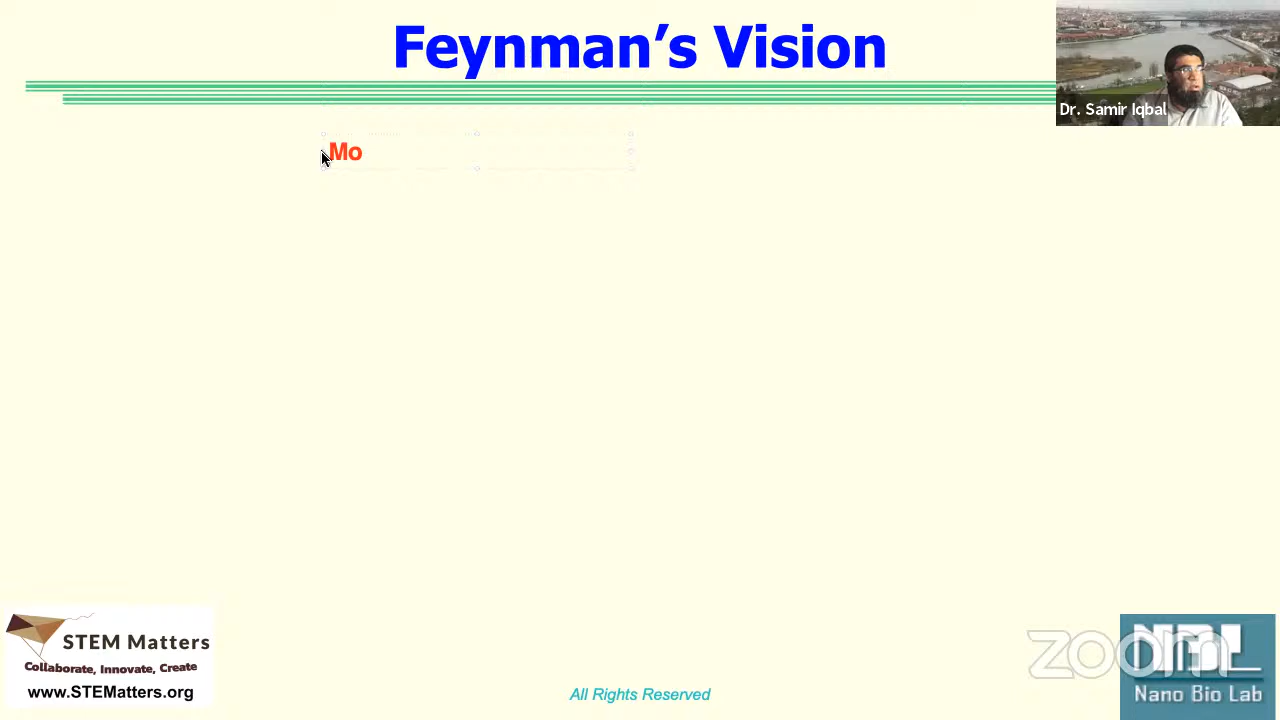 Feynman's Vision
Dr. Samir Iqbal
Mo
STEM Matters
Collaborate, Innovate, Create
www.STEMatters.org
All Rights Reserved
zoom
NBL
Nano Bio Lab